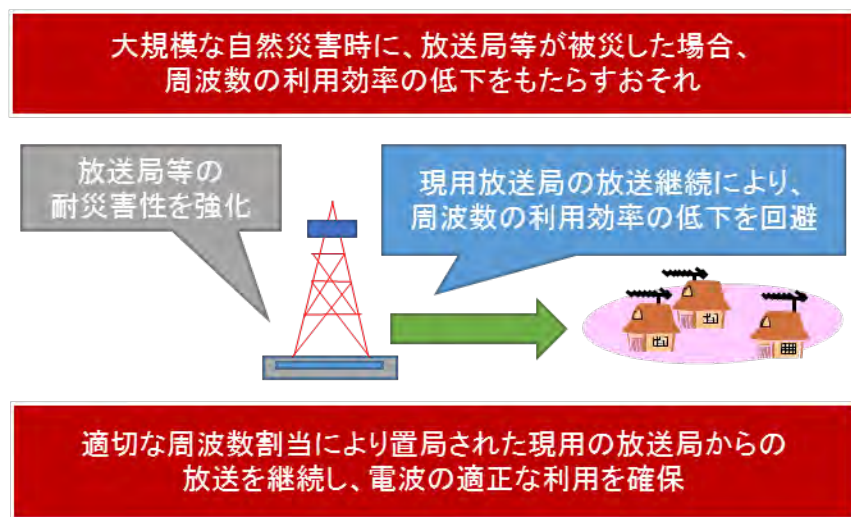 大規模な自然災害時に、放送局等が被災した場合、
周波数の利用効率の低下をもたらすおそれ
放送局等の
耐災害性を強化
現用放送局の放送継続により、
周波数の利用効率の低下を回避
適切な周波数割当により置局された現用の放送局からの
放送を継続し、電波の適正な利用を確保